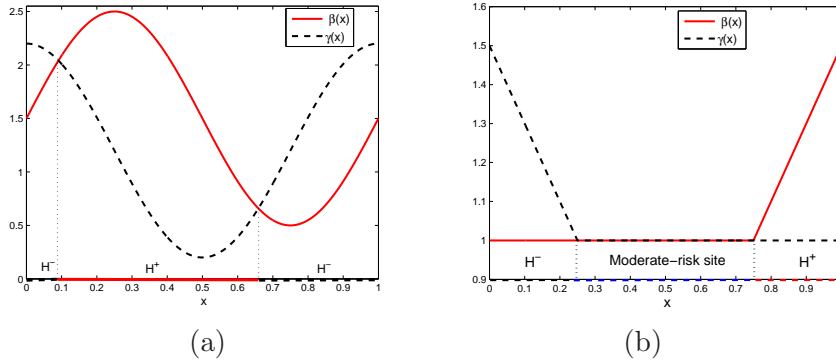 2.5
2
1.5
1
0.5
0
0 0.1 0.2 0.3 0.4 0.5 0.6 0.7 0.8 0.9 1
x
β(x)
γ(x)
H⁻ H⁺ H⁻
(a)
1.6
1.5
1.4
1.3
1.2
1.1
1
0.9
0 0.1 0.2 0.3 0.4 0.5 0.6 0.7 0.8 0.9
x
β(x)
γ(x)
H⁻ Moderate−risk site H⁺
(b)